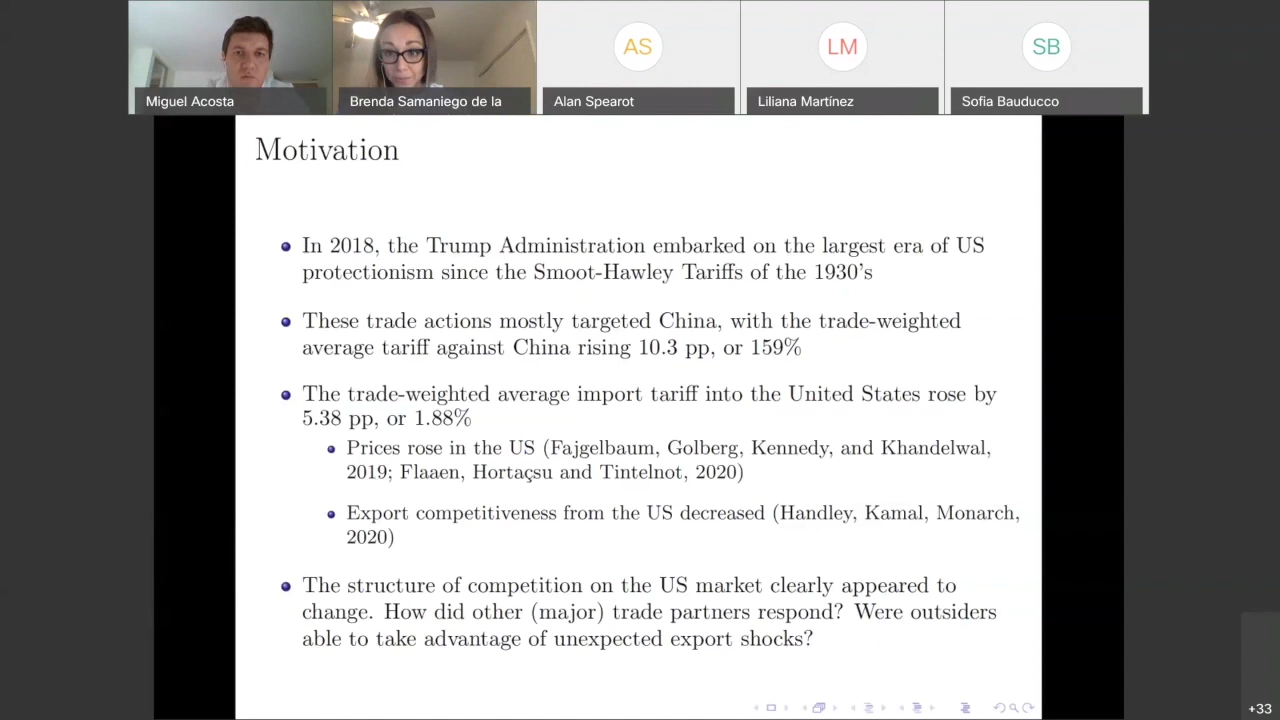 AS
LM
SB
Miguel Acosta
Brenda Samaniego de la
Alan Spearot
Liliana Martínez
Sofia Bauducco
Motivation
In 2018, the Trump Administration embarked on the largest era of US
protectionism since the Smoot-Hawley Tariffs of the 1930's
These trade actions mostly targeted China, with the trade-weighted
average tariff against China rising 10.3 pp, or 159%
The trade-weighted average import tariff into the United States rose by
5.38 pp, or 1.88%
Prices rose in the US (Fajgelbaum, Golberg, Kennedy, and Khandelwal,
2019; Flaaen, Hortaçsu and Tintelnot, 2020)
Export competitiveness from the US decreased (Handley, Kamal, Monarch,
2020)
The structure of competition on the US market clearly appeared to
change. How did other (major) trade partners respond? Were outsiders
able to take advantage of unexpected export shocks?
+33